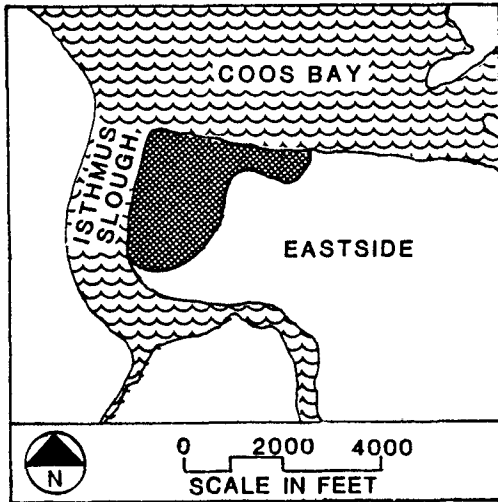 COOS BAY
ISTHMUS
SLOUGH,
EASTSIDE
N
0 2000 4000
SCALE IN FEET